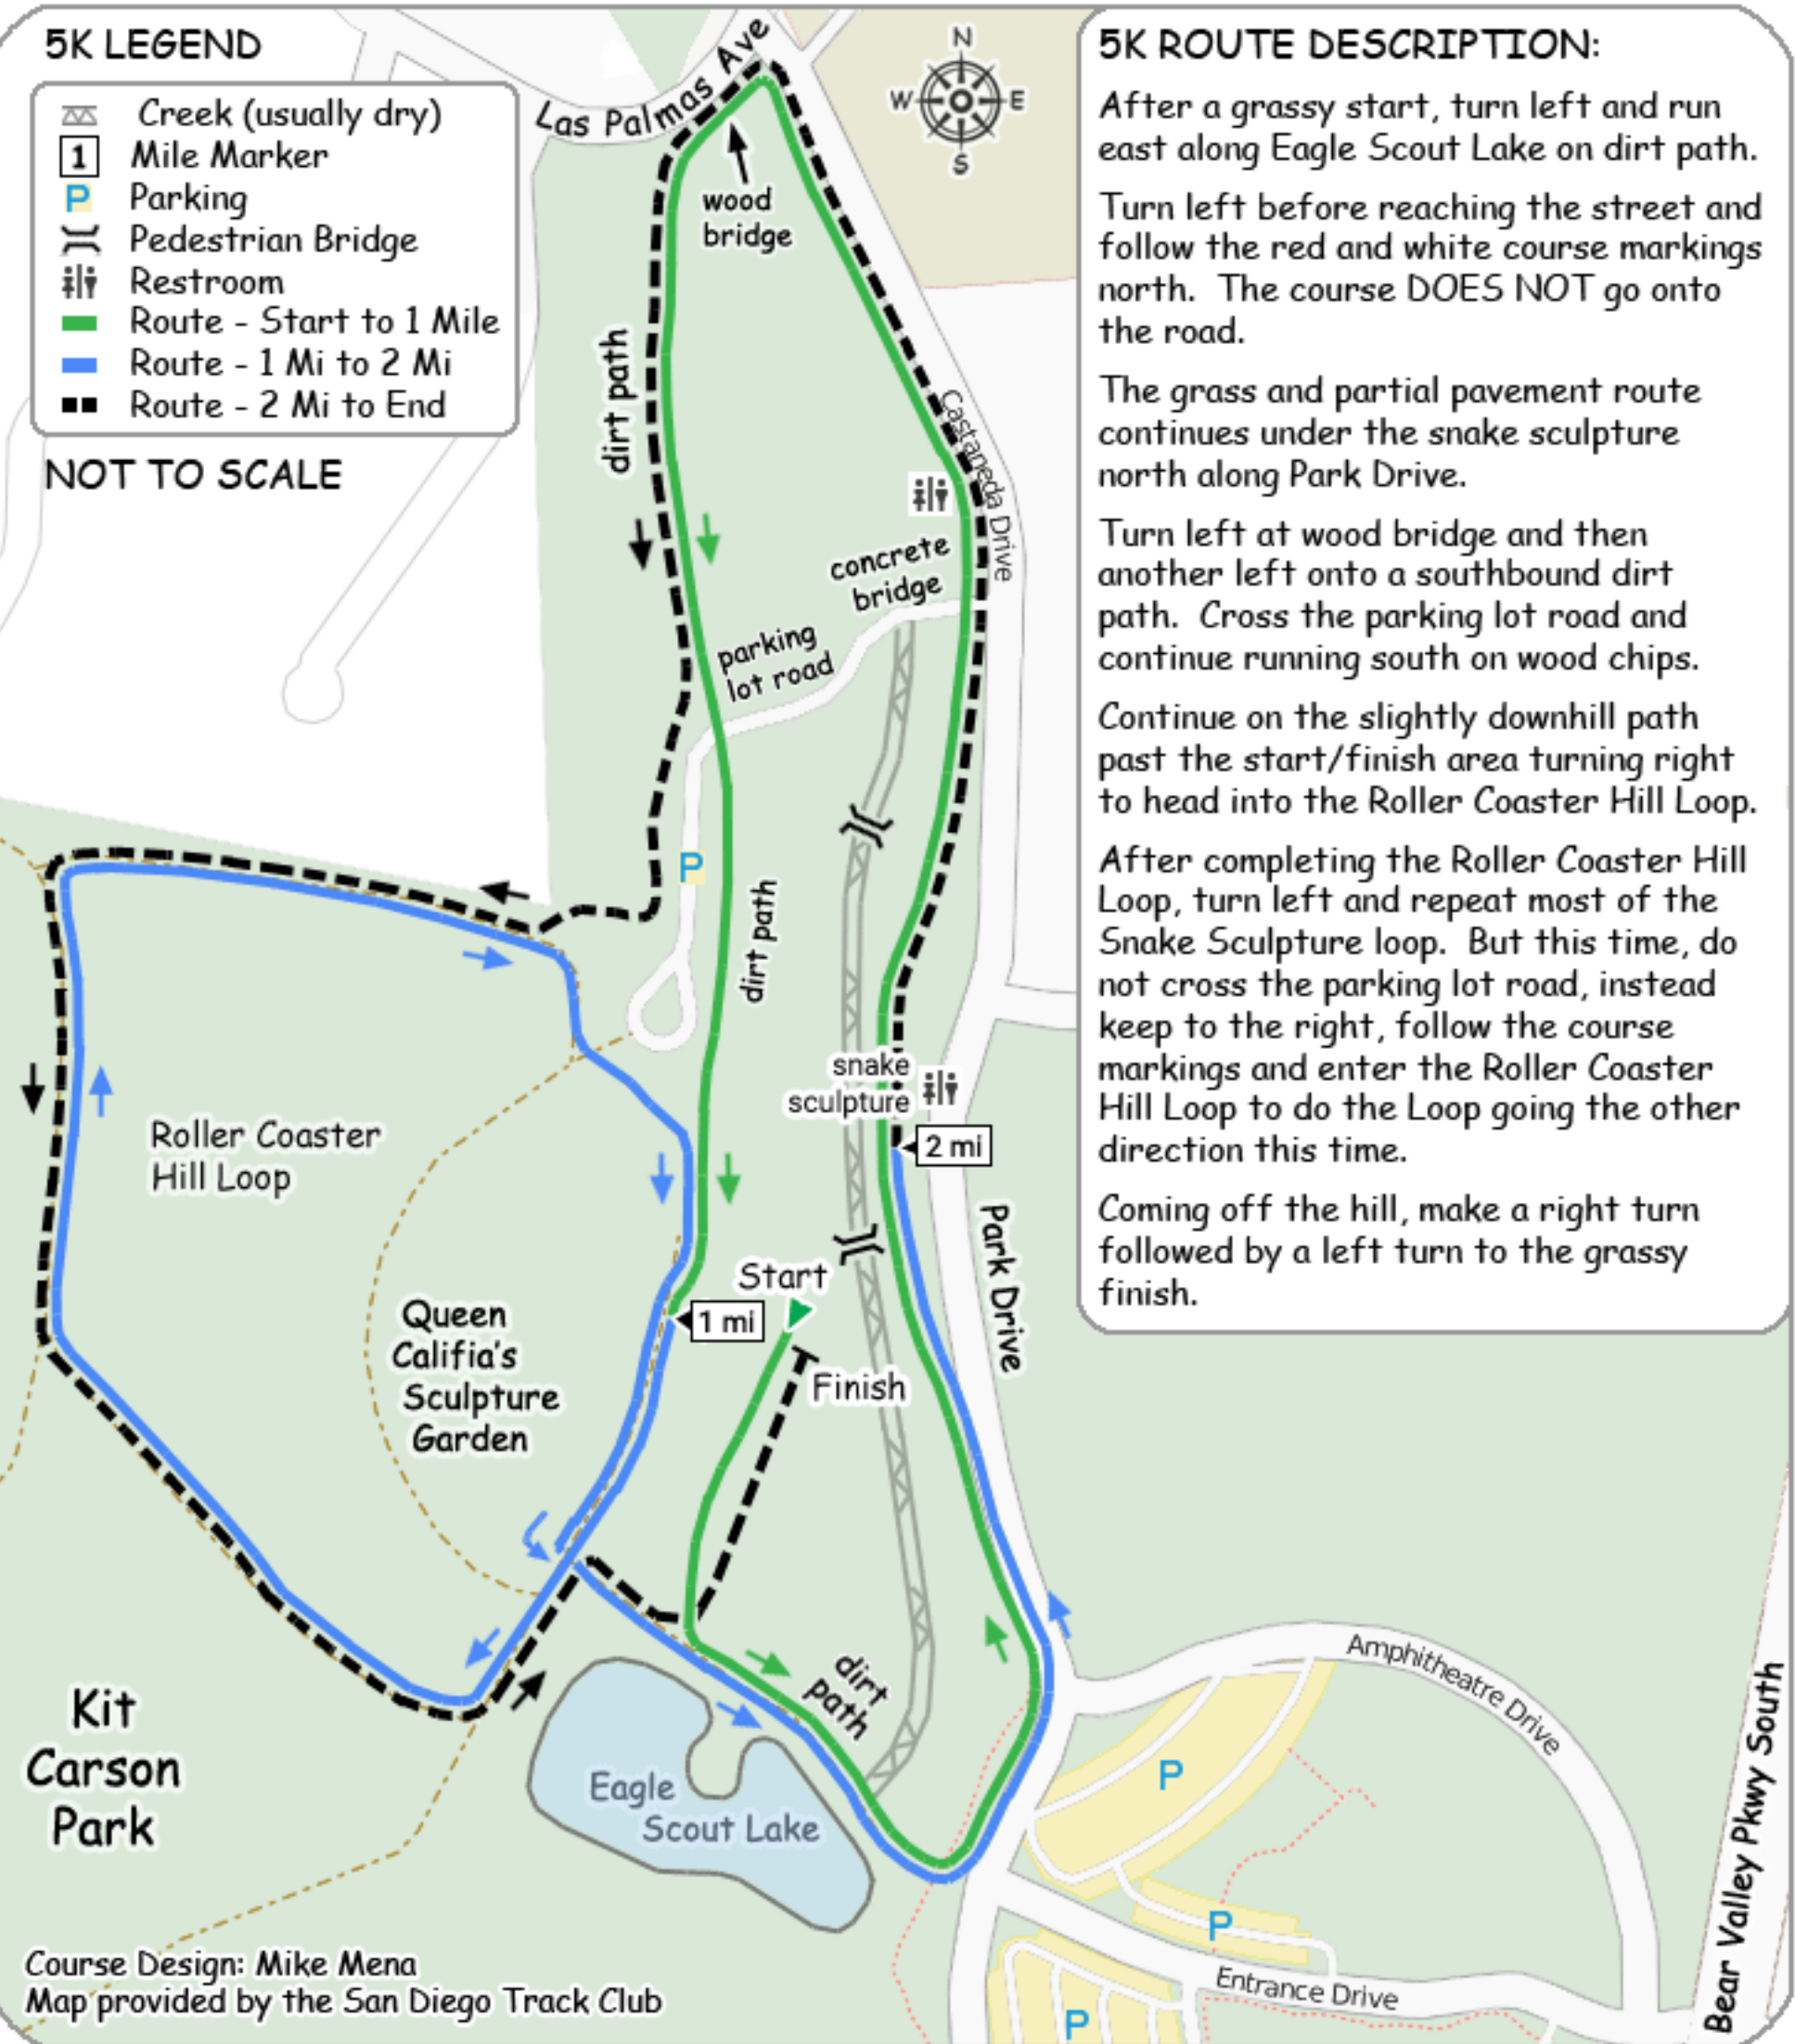 5K LEGEND
Creek (usually dry)
1 Mile Marker
P Parking
Pedestrian Bridge
Restroom
Route - Start to 1 Mile
Route - 1 Mi to 2 Mi
Route - 2 Mi to End
NOT TO SCALE
Las Palmas Ave
N
W E
S
wood
bridge
dirt path
Castaneda Drive
concrete
bridge
parking
lot road
P
dirt path
snake
sculpture
2 mi
Roller Coaster
Hill Loop
Park Drive
Start
1 mi
Finish
Queen
Califia's
Sculpture
Garden
dirt
path
Kit
Carson
Park
Eagle
Scout Lake
Amphitheatre Drive
P
P
P
Entrance Drive
Bear Valley Pkwy South
Course Design: Mike Mena
Map provided by the San Diego Track Club
5K ROUTE DESCRIPTION:
After a grassy start, turn left and run
east along Eagle Scout Lake on dirt path.
Turn left before reaching the street and
follow the red and white course markings
north. The course DOES NOT go onto
the road.
The grass and partial pavement route
continues under the snake sculpture
north along Park Drive.
Turn left at wood bridge and then
another left onto a southbound dirt
path. Cross the parking lot road and
continue running south on wood chips.
Continue on the slightly downhill path
past the start/finish area turning right
to head into the Roller Coaster Hill Loop.
After completing the Roller Coaster Hill
Loop, turn left and repeat most of the
Snake Sculpture loop. But this time, do
not cross the parking lot road, instead
keep to the right, follow the course
markings and enter the Roller Coaster
Hill Loop to do the Loop going the other
direction this time.
Coming off the hill, make a right turn
followed by a left turn to the grassy
finish.